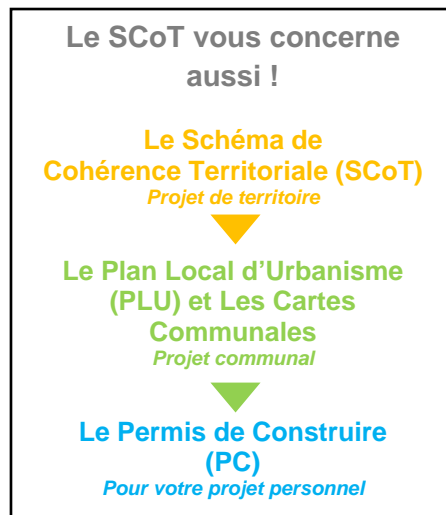 Le SCoT vous concerne
aussi !
Le Schéma de
Cohérence Territoriale (SCoT)
Projet de territoire
Le Plan Local d'Urbanisme
(PLU) et Les Cartes
Communales
Projet communal
Le Permis de Construire
(PC)
Pour votre projet personnel